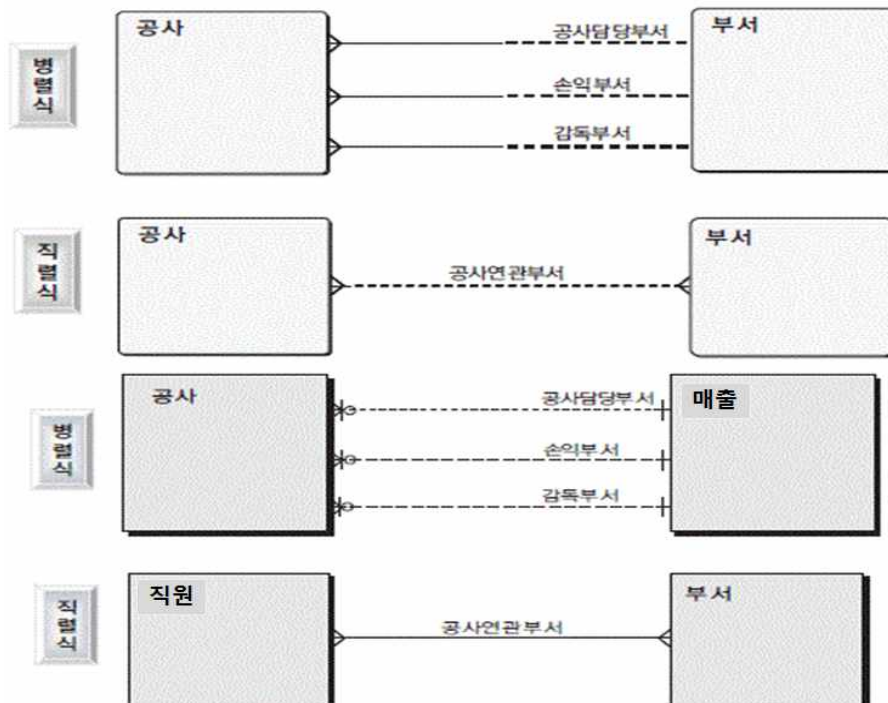 병렬식
공사
공사담당부서
손익부서
감독부서
부서
직렬식
공사
공사연관부서
부서
병렬식
공사
공사담당부서
손익부서
감독부서
매출
직렬식
직원
공사연관부서
부서